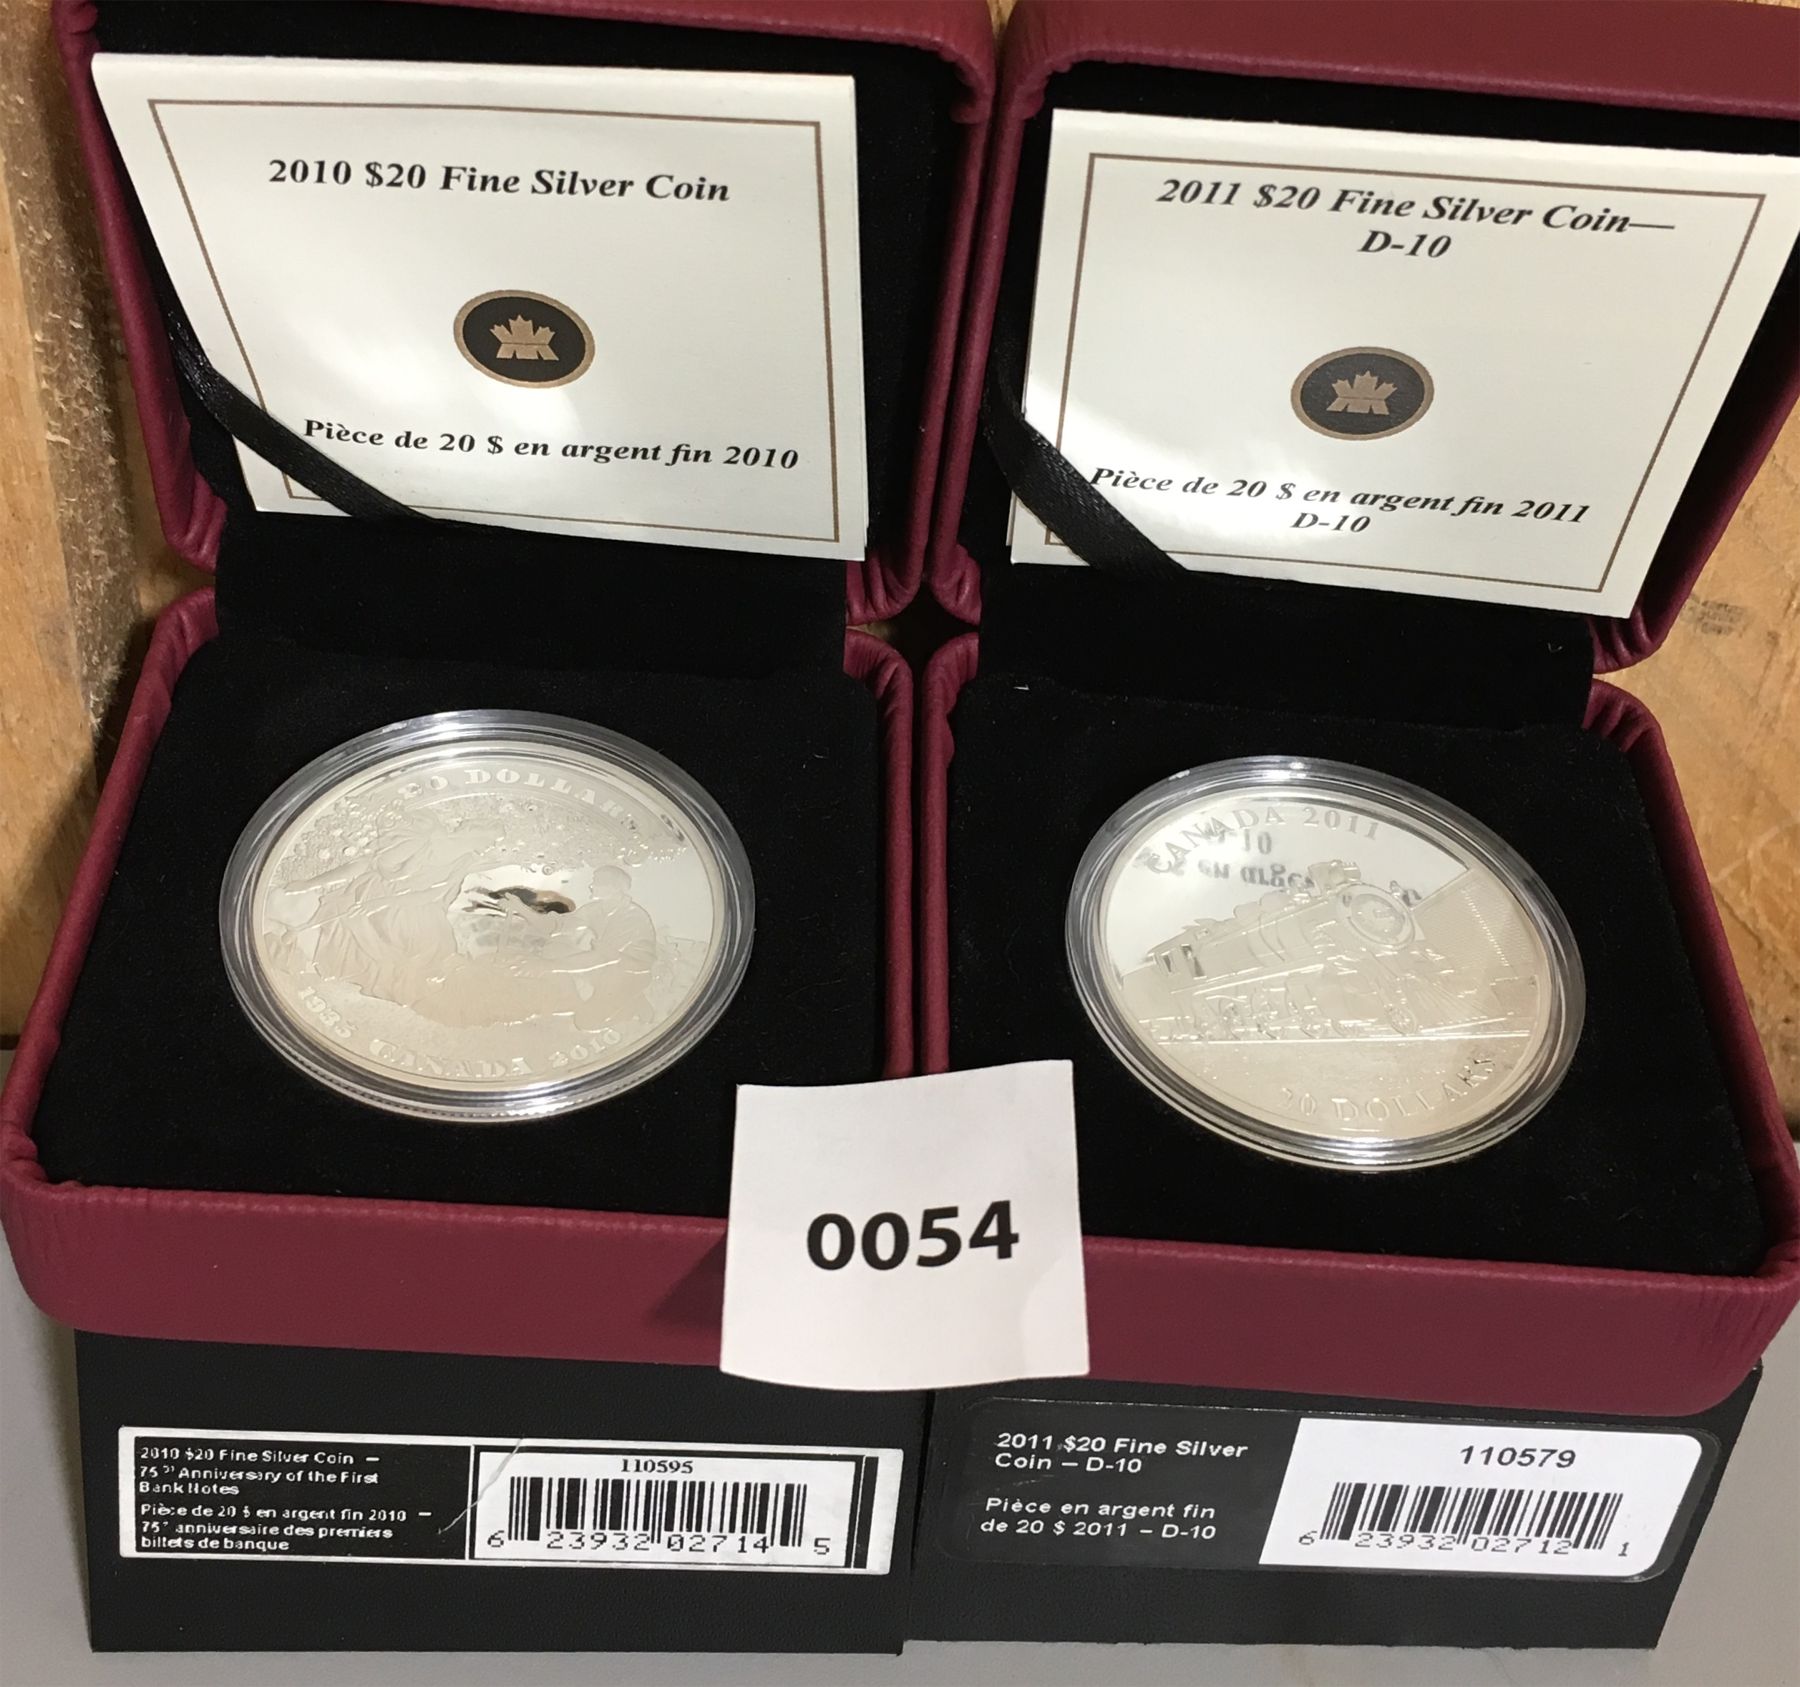 2010 $20 Fine Silver Coin
Pièce de 20 $ en argent fin 2010
2011 $20 Fine Silver Coin—
D-10
Pièce de 20 $ en argent fin 2011
D-10
20 DOLLARS
1935 CANADA 2010
CANADA 2011
20 DOLLARS
0054
2010 $20 Fine Silver Coin –
75th Anniversary of the First
Bank Notes
Pièce de 20 $ en argent fin 2010 –
75e anniversaire des premiers
billets de banque
110595
6 23932 02714 5
2011 $20 Fine Silver
Coin – D-10
Pièce en argent fin
de 20 $ 2011 – D-10
110579
6 23932 02712 1